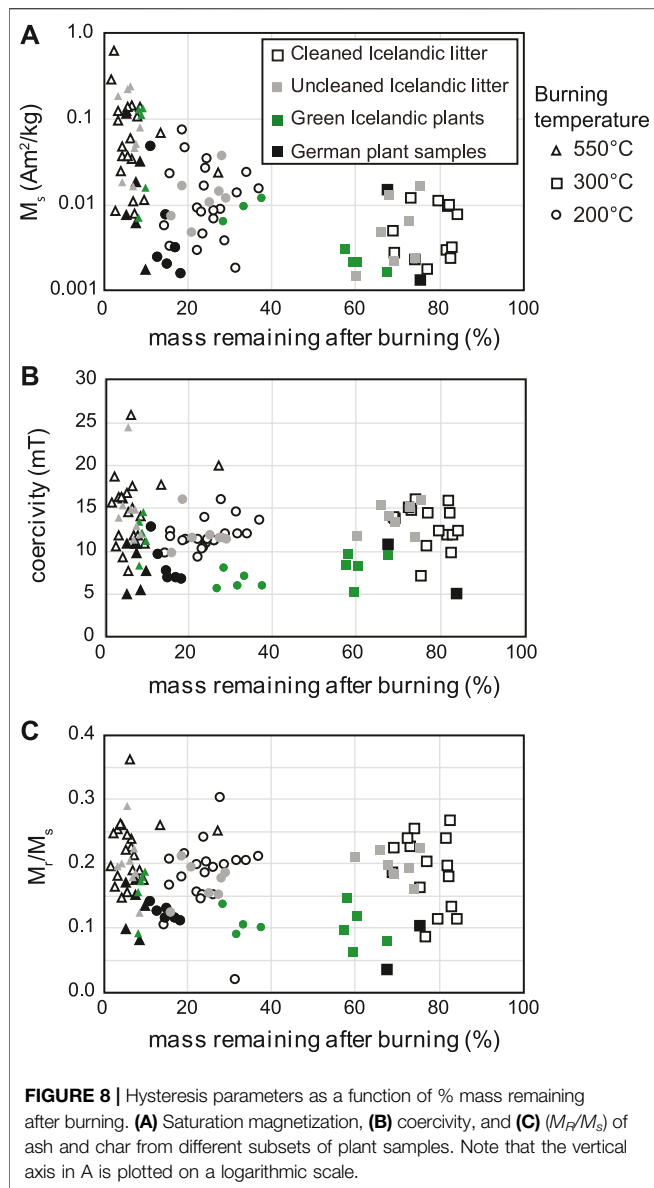 A
1.0
0.1
0.01
0.001
Ms (Am²/kg)
Cleaned Icelandic litter
Uncleaned Icelandic litter
Green Icelandic plants
German plant samples
Burning
temperature
550°C
300°C
200°C
0 20 40 60 80 100
mass remaining after burning (%)
B
30
25
20
15
10
5
0
coercivity (mT)
0 20 40 60 80 100
mass remaining after burning (%)
C
0.4
0.3
0.2
0.1
0.0
Mr/Ms
0 20 40 60 80 100
mass remaining after burning (%)
FIGURE 8 | Hysteresis parameters as a function of % mass remaining
after burning. (A) Saturation magnetization, (B) coercivity, and (C) (MR/Ms) of
ash and char from different subsets of plant samples. Note that the vertical
axis in A is plotted on a logarithmic scale.